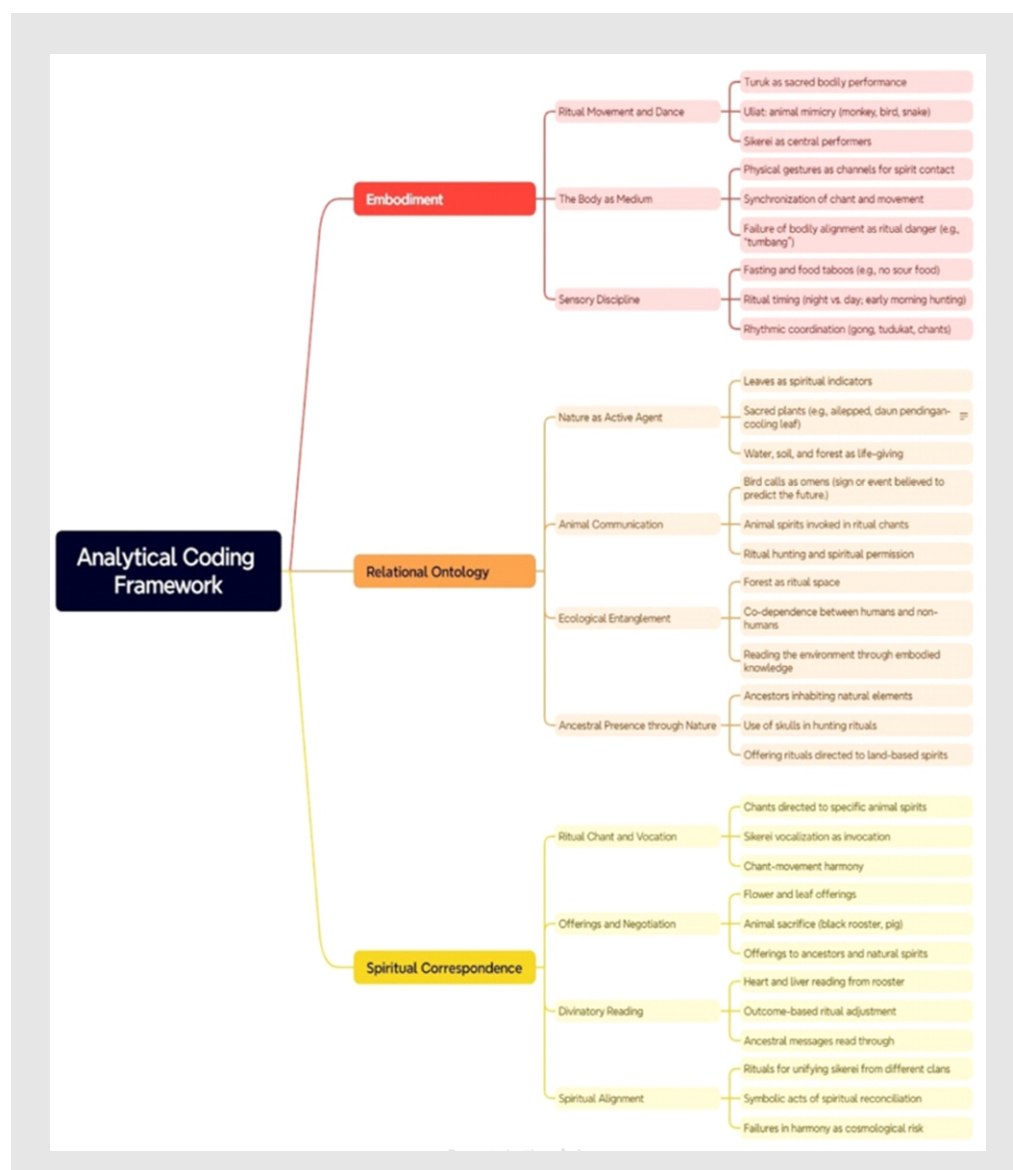 Analytical Coding
Framework
Embodiment
Ritual Movement and Dance
Turuk as sacred bodily performance
Uliat: animal mimicry (monkey, bird, snake)
Sikerei as central performers
The Body as Medium
Physical gestures as channels for spirit contact
Synchronization of chant and movement
Failure of bodily alignment as ritual danger (e.g.,
"tumbang")
Sensory Discipline
Fasting and food taboos (e.g., no sour food)
Ritual timing (night vs. day; early morning hunting)
Rhythmic coordination (gong, tudukat, chants)
Relational Ontology
Nature as Active Agent
Leaves as spiritual indicators
Sacred plants (e.g., ailepped, daun pendingan-
cooling leaf)
Water, soil, and forest as life-giving
Animal Communication
Bird calls as omens (sign or event believed to
predict the future.)
Animal spirits invoked in ritual chants
Ritual hunting and spiritual permission
Ecological Entanglement
Forest as ritual space
Co-dependence between humans and non-
humans
Reading the environment through embodied
knowledge
Ancestral Presence through Nature
Ancestors inhabiting natural elements
Use of skulls in hunting rituals
Offering rituals directed to land-based spirits
Spiritual Correspondence
Ritual Chant and Vocation
Chants directed to specific animal spirits
Sikerei vocalization as invocation
Chant-movement harmony
Offerings and Negotiation
Flower and leaf offerings
Animal sacrifice (black rooster, pig)
Offerings to ancestors and natural spirits
Divinatory Reading
Heart and liver reading from rooster
Outcome-based ritual adjustment
Ancestral messages read through
Spiritual Alignment
Rituals for unifying sikerei from different clans
Symbolic acts of spiritual reconciliation
Failures in harmony as cosmological risk